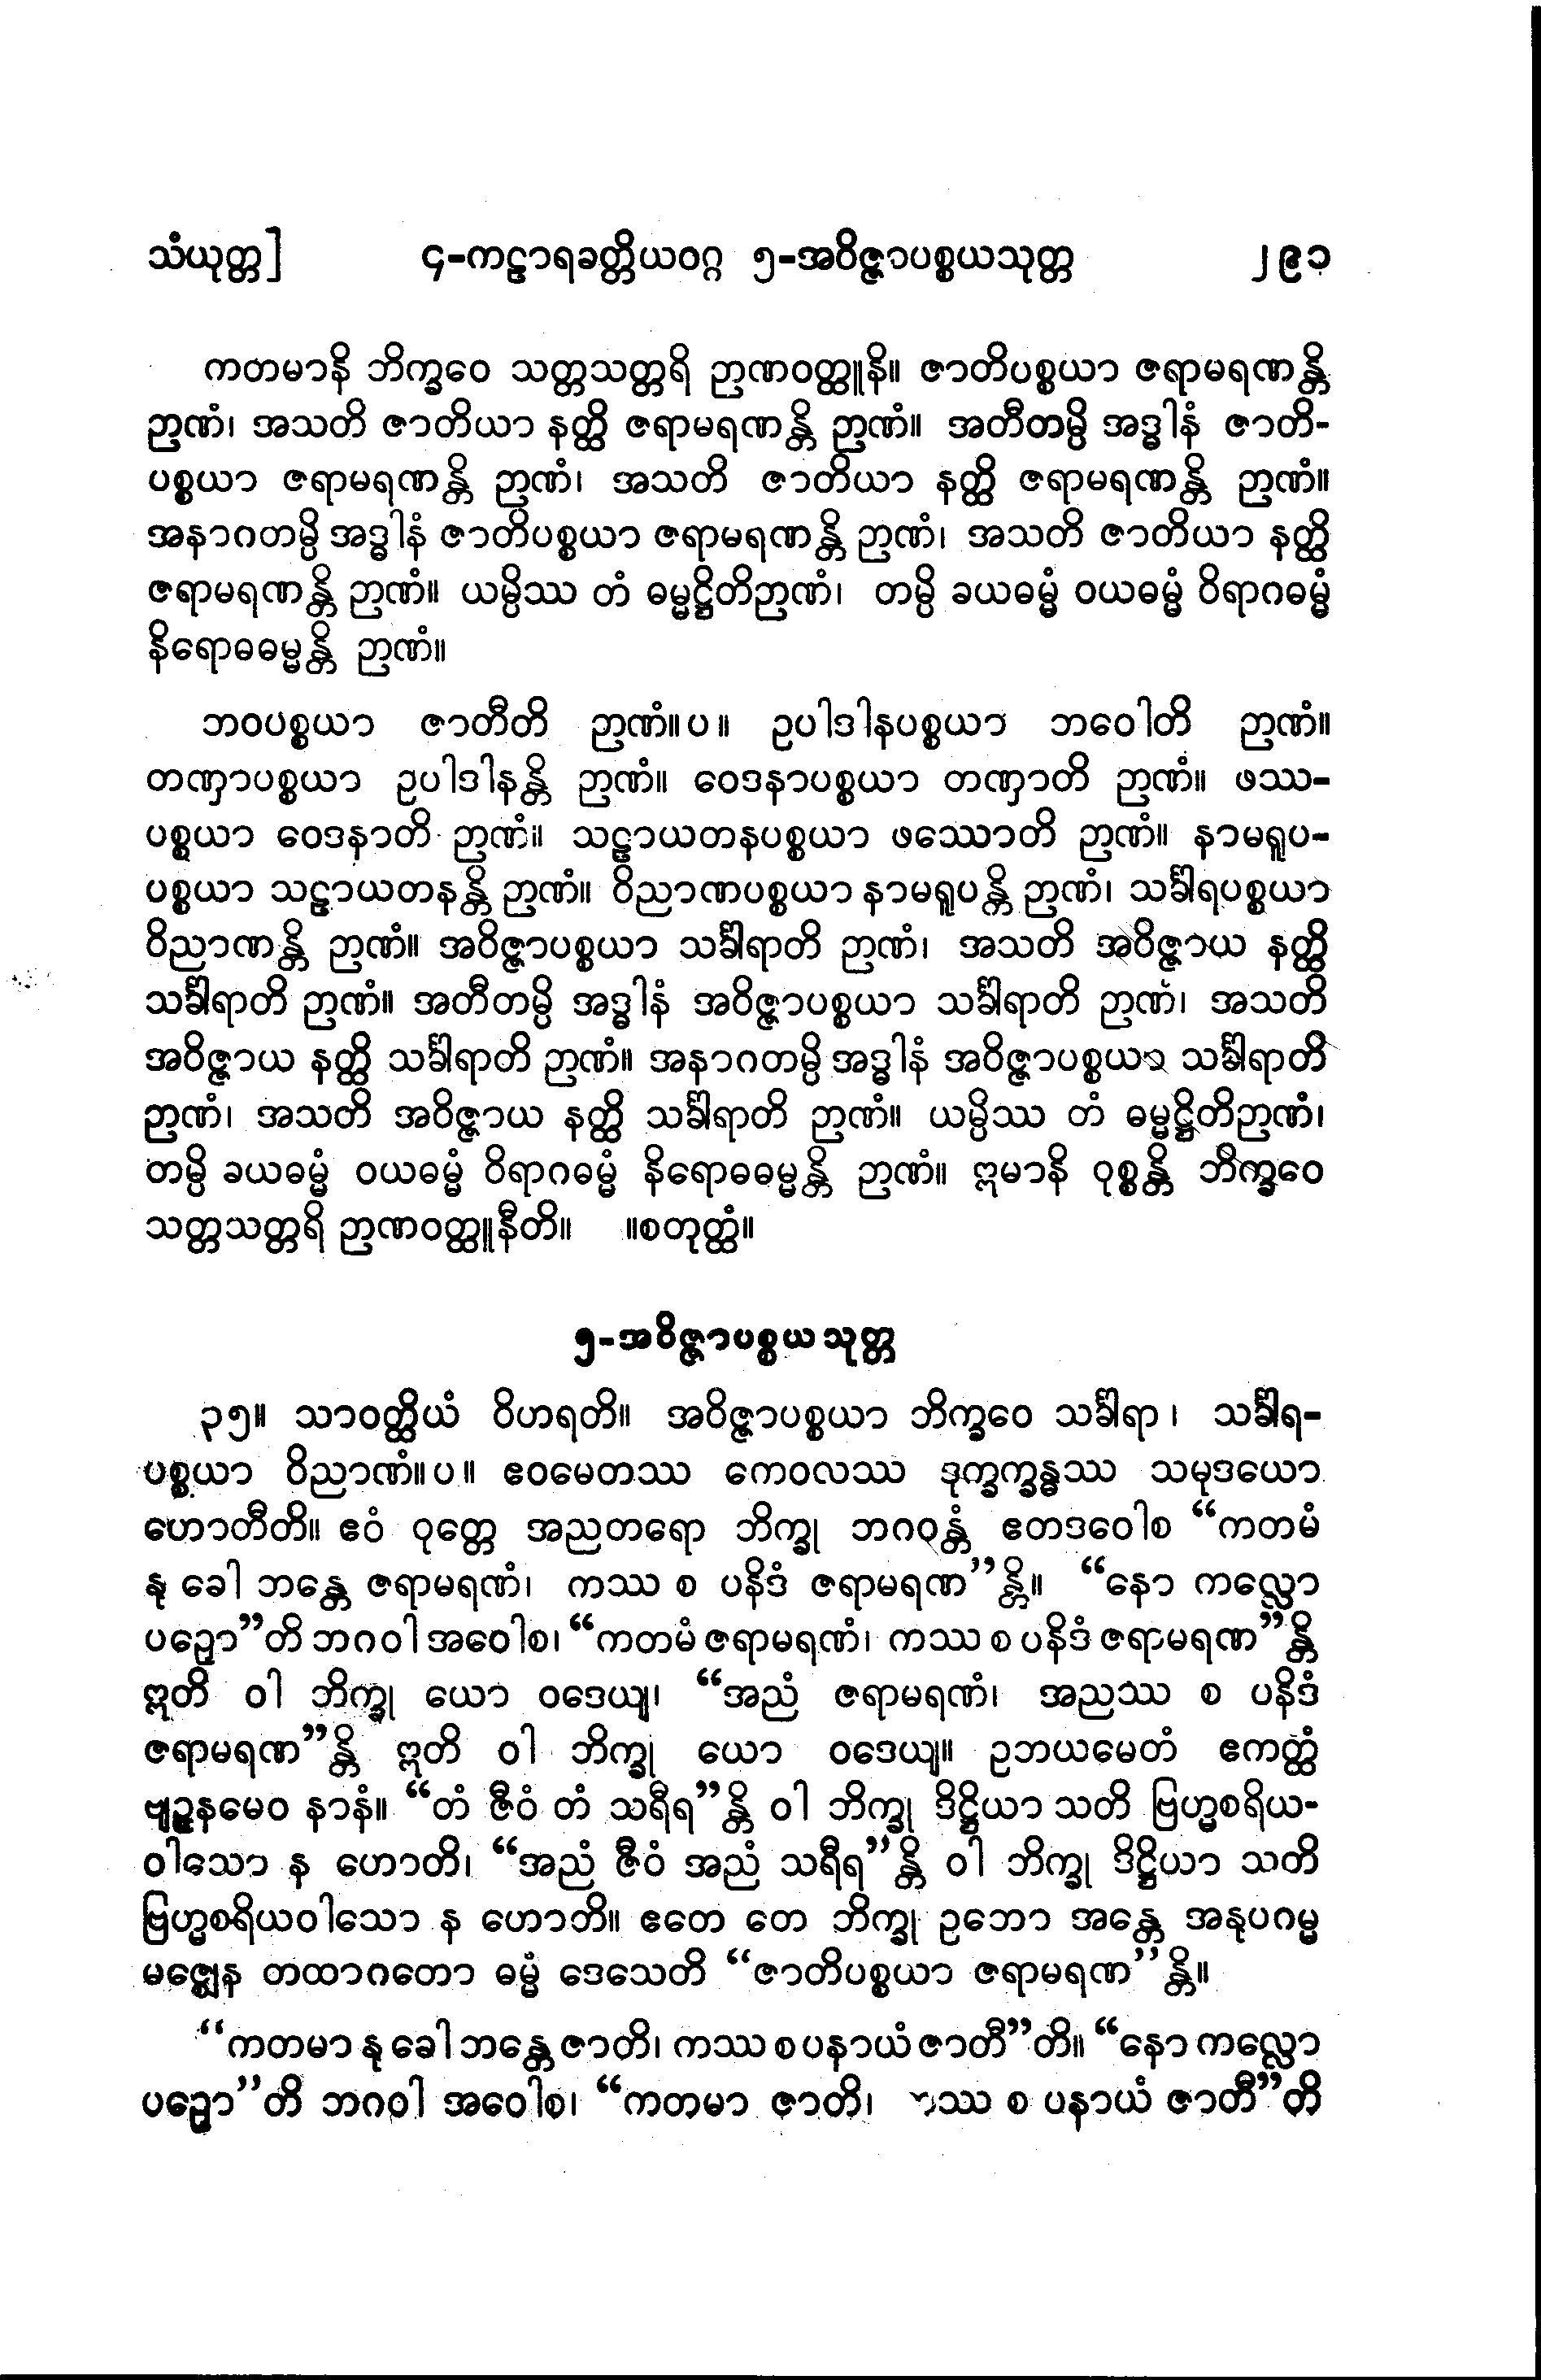 သံယုတ္တ] ၄-ကဠာရခတ္တိယဝဂ္ဂ ၅-အဝိဇ္ဇာပစ္စယသုတ္တ ၂၉၁
ကတမာနိ ဘိက္ခဝေ သတ္တသတ္တရိ ဉာဏဝတ္ထူနိ။ ဇာတိပစ္စယာ ဇရာမရဏန္တိ
ဉာဏံ၊ အသတိ ဇာတိယာ နတ္ထိ ဇရာမရဏန္တိ ဉာဏံ။ အတီတမ္ပိ အဒ္ဓါနံ ဇာတိ-
ပစ္စယာ ဇရာမရဏန္တိ ဉာဏံ၊ အသတိ ဇာတိယာ နတ္ထိ ဇရာမရဏန္တိ ဉာဏံ။
အနာဂတမ္ပိ အဒ္ဓါနံ ဇာတိပစ္စယာ ဇရာမရဏန္တိ ဉာဏံ၊ အသတိ ဇာတိယာ နတ္ထိ
ဇရာမရဏန္တိ ဉာဏံ။ ယမ္ပိဿ တံ ဓမ္မဋ္ဌိတိဉာဏံ၊ တမ္ပိ ခယဓမ္မံ ဝယဓမ္မံ ဝိရာဂဓမ္မံ
နိရောဓဓမ္မန္တိ ဉာဏံ။
ဘဝပစ္စယာ ဇာတီတိ ဉာဏံ။ပ။ ဥပါဒါနပစ္စယာ ဘဝေါတိ ဉာဏံ။
တဏှာပစ္စယာ ဥပါဒါနန္တိ ဉာဏံ။ ဝေဒနာပစ္စယာ တဏှာတိ ဉာဏံ။ ဖဿ-
ပစ္စယာ ဝေဒနာတိ ဉာဏံ။ သဠာယတနပစ္စယာ ဖဿောတိ ဉာဏံ။ နာမရူပ-
ပစ္စယာ သဠာယတနန္တိ ဉာဏံ။ ဝိညာဏပစ္စယာ နာမရူပန္တိ ဉာဏံ၊ သင်္ခါရပစ္စယာ
ဝိညာဏန္တိ ဉာဏံ။ အဝိဇ္ဇာပစ္စယာ သင်္ခါရာတိ ဉာဏံ၊ အသတိ အဝိဇ္ဇာယ နတ္ထိ
သင်္ခါရာတိ ဉာဏံ။ အတီတမ္ပိ အဒ္ဓါနံ အဝိဇ္ဇာပစ္စယာ သင်္ခါရာတိ ဉာဏံ၊ အသတိ
အဝိဇ္ဇာယ နတ္ထိ သင်္ခါရာတိ ဉာဏံ။ အနာဂတမ္ပိ အဒ္ဓါနံ အဝိဇ္ဇာပစ္စယာ သင်္ခါရာတိ
ဉာဏံ၊ အသတိ အဝိဇ္ဇာယ နတ္ထိ သင်္ခါရာတိ ဉာဏံ။ ယမ္ပိဿ တံ ဓမ္မဋ္ဌိတိဉာဏံ၊
တမ္ပိ ခယဓမ္မံ ဝယဓမ္မံ ဝိရာဂဓမ္မံ နိရောဓဓမ္မန္တိ ဉာဏံ။ ဣမာနိ ဝုစ္စန္တိ ဘိက္ခဝေ
သတ္တသတ္တရိ ဉာဏဝတ္ထူနီတိ။ ။စတုတ္ထံ။
၅-အဝိဇ္ဇာပစ္စယသုတ္တ
၃၅။ သာဝတ္ထိယံ ဝိဟရတိ။ အဝိဇ္ဇာပစ္စယာ ဘိက္ခဝေ သင်္ခါရာ၊ သင်္ခါရ-
ပစ္စယာ ဝိညာဏံ။ပ။ ဧဝမေတဿ ကေဝလဿ ဒုက္ခက္ခန္ဓဿ သမုဒယော
ဟောတီတိ။ ဧဝံ ဝုတ္တေ အညတရော ဘိက္ခု ဘဂဝန္တံ ဧတဒဝေါစ “ကတမံ
နု ခေါ ဘန္တေ ဇရာမရဏံ၊ ကဿ စ ပနိဒံ ဇရာမရဏ”န္တိ။ “နော ကလ္လော
ပဉှော”တိ ဘဂဝါ အဝေါစ၊ “ကတမံ ဇရာမရဏံ၊ ကဿ စ ပနိဒံ ဇရာမရဏ”န္တိ
ဣတိ ဝါ ဘိက္ခု ယော ဝဒေယျ၊ “အညံ ဇရာမရဏံ၊ အညဿ စ ပနိဒံ
ဇရာမရဏ”န္တိ ဣတိ ဝါ ဘိက္ခု ယော ဝဒေယျ။ ဥဘယမေတံ ဧကတ္ထံ
ဗျဉ္ဇနမေဝ နာနံ။ “တံ ဇီဝံ တံ သရီရ”န္တိ ဝါ ဘိက္ခု ဒိဋ္ဌိယာ သတိ ဗြဟ္မစရိယ-
ဝါသော န ဟောတိ၊ “အညံ ဇီဝံ အညံ သရီရ”န္တိ ဝါ ဘိက္ခု ဒိဋ္ဌိယာ သတိ
ဗြဟ္မစရိယဝါသော န ဟောတိ။ ဧတေ တေ ဘိက္ခု ဥဘော အန္တေ အနုပဂမ္မ
မဇ္ဈေန တထာဂတော ဓမ္မံ ဒေသေတိ “ဇာတိပစ္စယာ ဇရာမရဏ”န္တိ။
“ကတမာ နု ခေါ ဘန္တေ ဇာတိ၊ ကဿ စ ပနာယံ ဇာတီ”တိ။ “နော ကလ္လော
ပဉှော”တိ ဘဂဝါ အဝေါစ၊ “ကတမာ ဇာတိ၊ စ ပနာယံ ဇာတီ”တိ